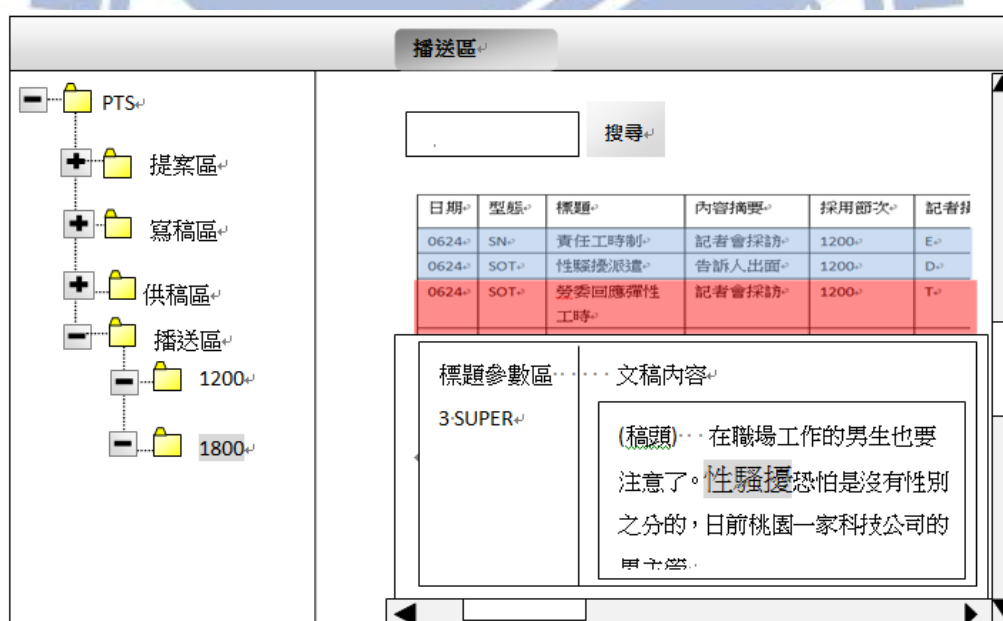 播送區
PTS
提案區
寫稿區
供稿區
播送區
1200
1800
搜尋
日期 型態 標題 內容摘要 採用節次 記者
0624 SN 責任工時制 記者會採訪 1200 E
0624 SOT 性騷擾派遣 告訴人出面 1200 D
0624 SOT 勞委回應彈性 記者會採訪 1200 T
工時
標題參數區 文稿內容
3 SUPER
(稿頭) 在職場工作的男生也要
注意了。性騷擾恐怕是沒有性別
之分的,日前桃園一家科技公司的